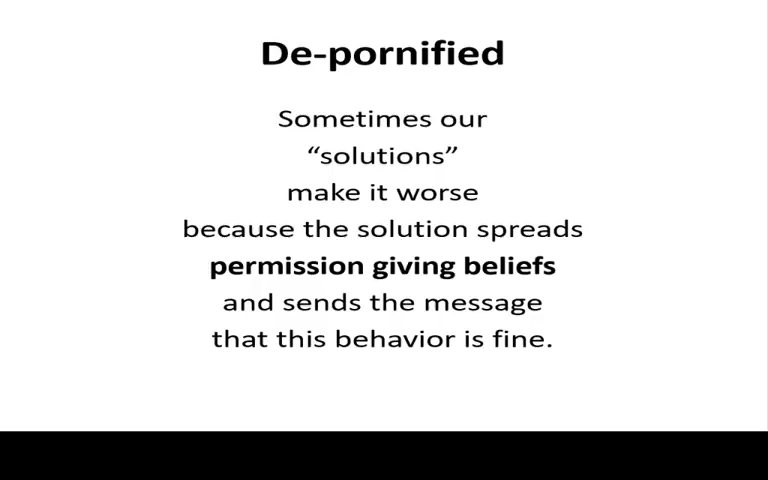 De-pornified
Sometimes our
“solutions”
make it worse
because the solution spreads
permission giving beliefs
and sends the message
that this behavior is fine.